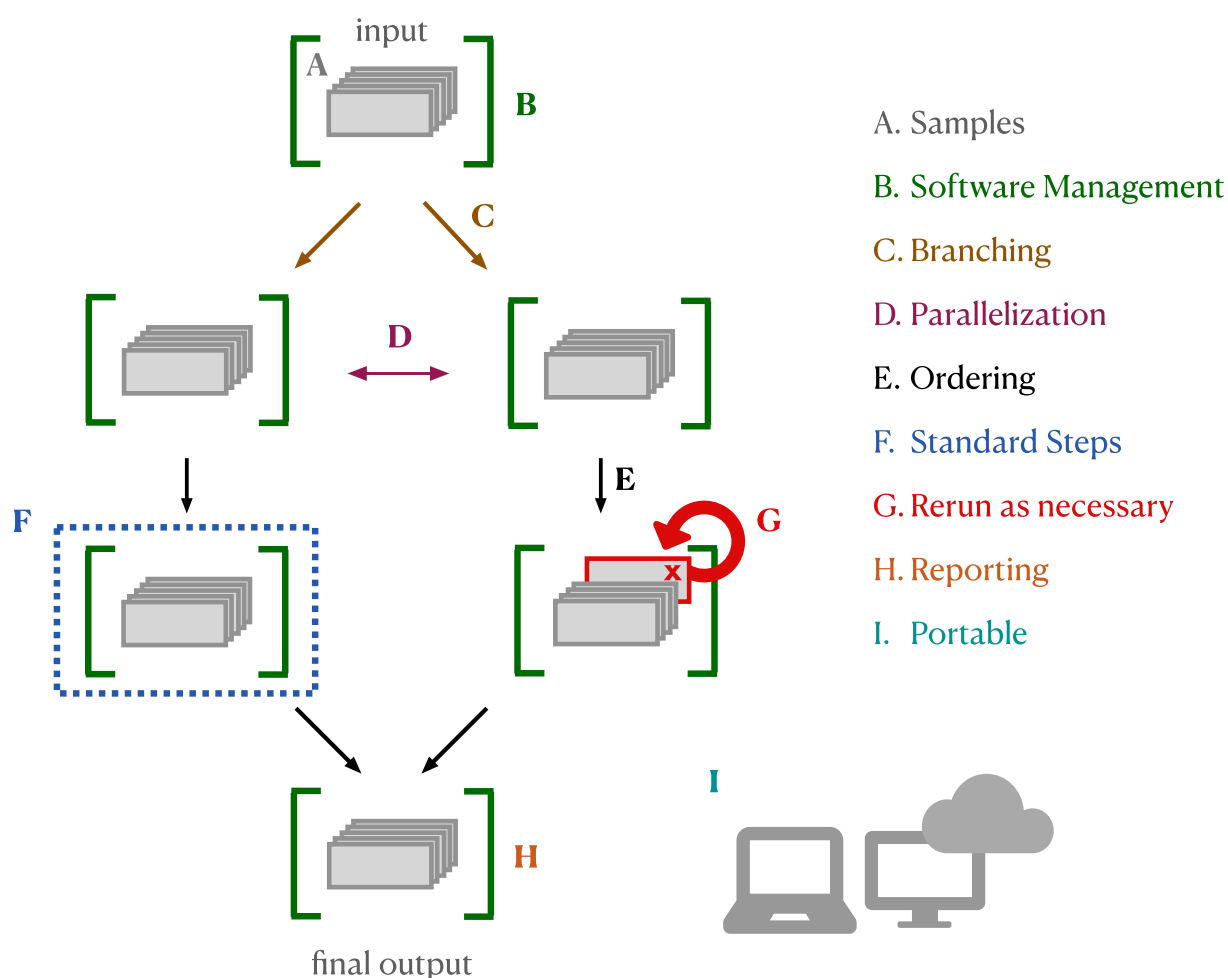 input
A
B
C
D
E
F
G
x
H
final output
I
A. Samples
B. Software Management
C. Branching
D. Parallelization
E. Ordering
F. Standard Steps
G. Rerun as necessary
H. Reporting
I. Portable